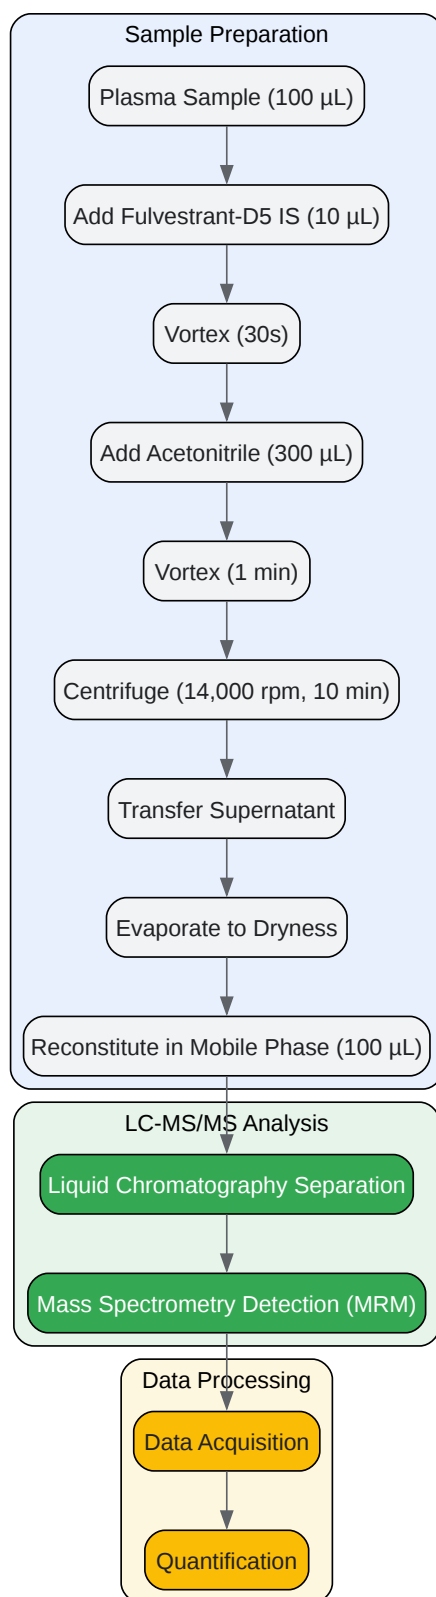 Sample Preparation
Plasma Sample (100 µL)
Add Fulvestrant-D5 IS (10 µL)
Vortex (30s)
Add Acetonitrile (300 µL)
Vortex (1 min)
Centrifuge (14,000 rpm, 10 min)
Transfer Supernatant
Evaporate to Dryness
Reconstitute in Mobile Phase (100 µL)
LC-MS/MS Analysis
Liquid Chromatography Separation
Mass Spectrometry Detection (MRM)
Data Processing
Data Acquisition
Quantification